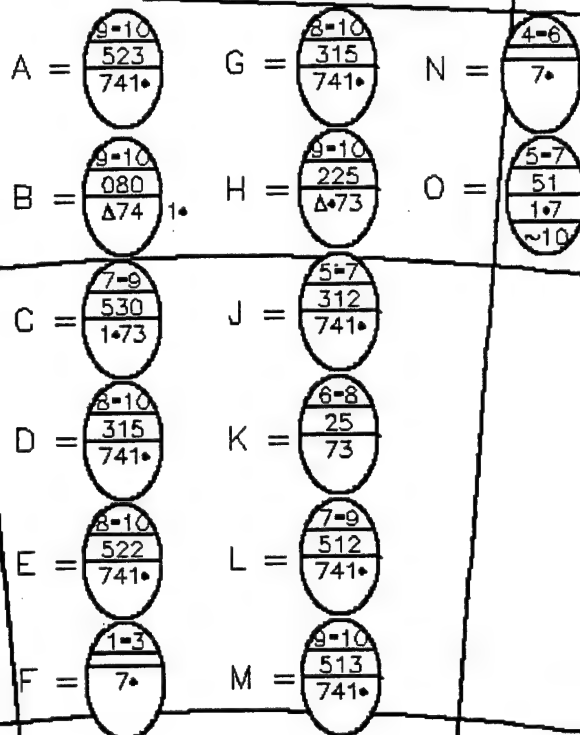 A = 9-10
523
741•
B = 9-10
080
Δ74 1•
C = 7-9
530
1•73
D = 8-10
315
741•
E = 8-10
522
741•
F = 1-3
7•
G = 8-10
315
741•
H = 9-10
225
Δ•73
J = 5-7
312
741•
K = 6-8
25
73
L = 7-9
512
741•
M = 9-10
513
741•
N = 4-6
7•
O = 5-7
51
1•7
~10